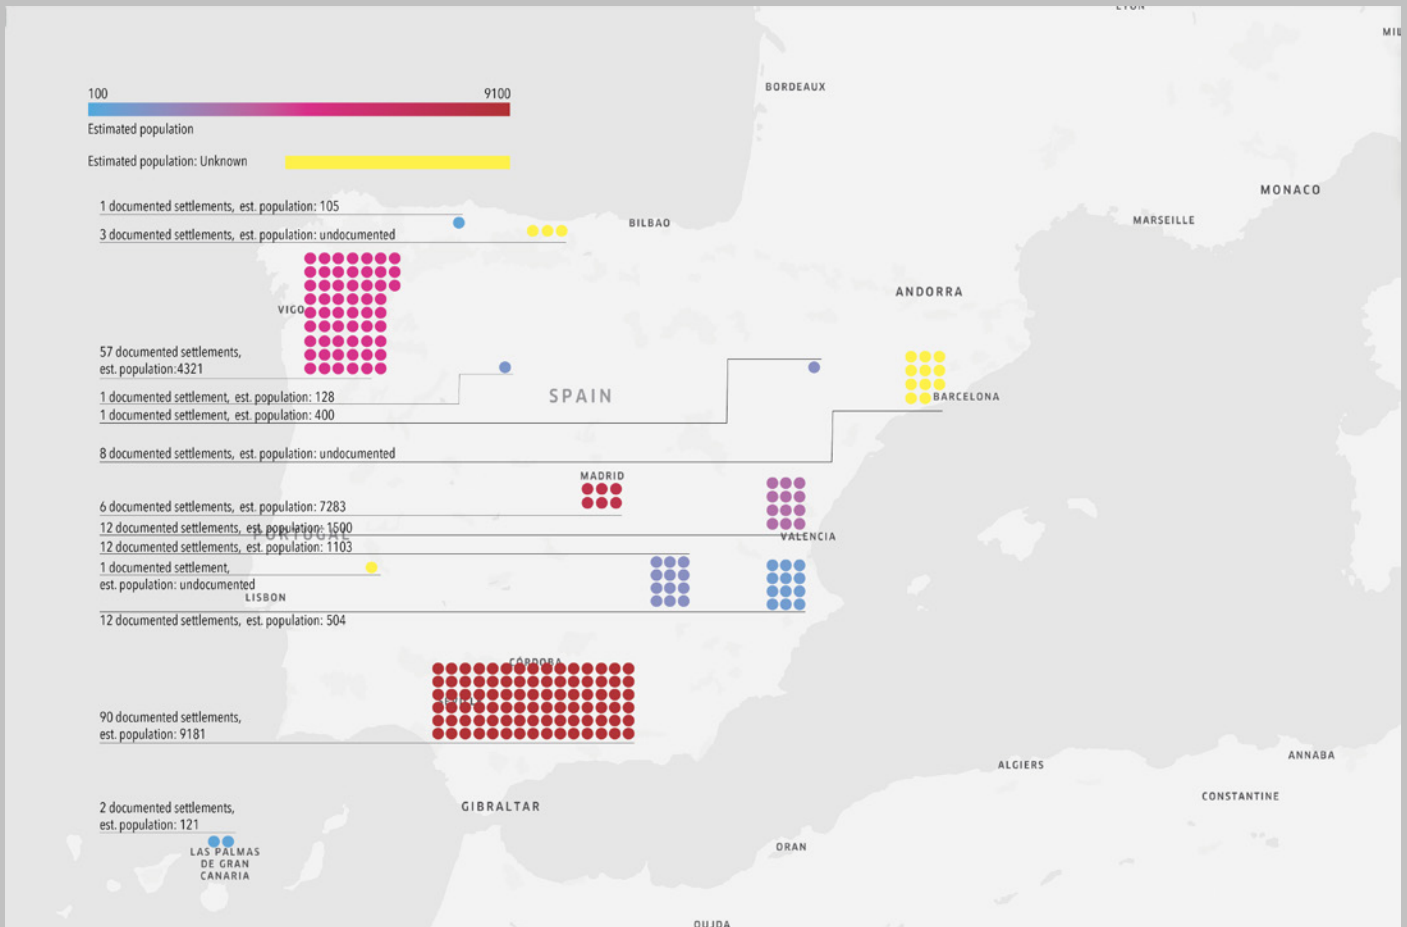 LYON
MIL
BORDEAUX
100 9100
Estimated population
Estimated population: Unknown
MONACO
1 documented settlements, est. population: 105
BILBAO
MARSEILLE
3 documented settlements, est. population: undocumented
ANDORRA
VIGO
57 documented settlements,
est. population:4321
1 documented settlement, est. population: 128
SPAIN
BARCELONA
1 documented settlement, est. population: 400
8 documented settlements, est. population: undocumented
MADRID
6 documented settlements, est. population: 7283
12 documented settlements, est. population: 1500
PORTUGAL
VALENCIA
12 documented settlements, est. population: 1103
1 documented settlement,
est. population: undocumented
LISBON
12 documented settlements, est. population: 504
CÓRDOBA
SEVILLE
90 documented settlements,
est. population: 9181
ANNABA
ALGIERS
CONSTANTINE
2 documented settlements,
est. population: 121
GIBRALTAR
ORAN
LAS PALMAS
DE GRAN
CANARIA
OUJDA